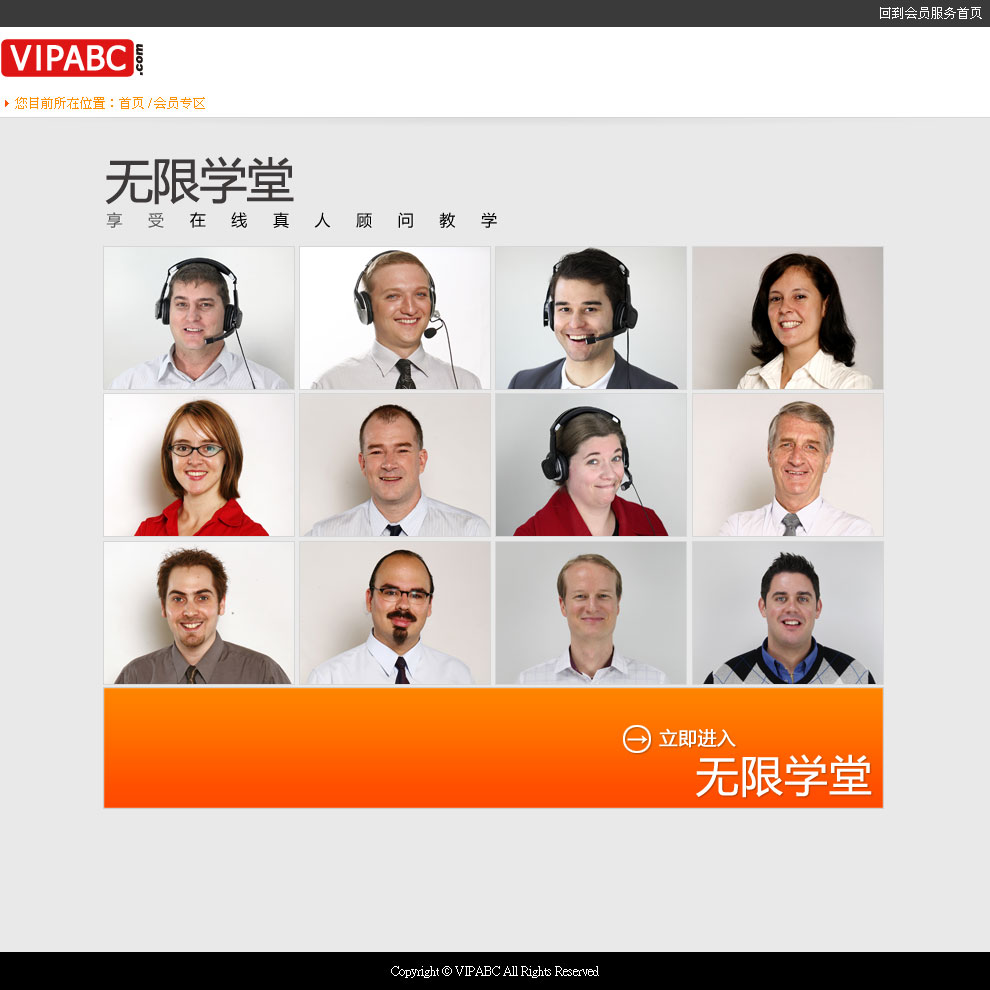 回到会员服务首页
VIPABC.com
您目前所在位置：首页 / 会员专区
无限学堂
享受在线真人顾问教学
立即进入
无限学堂
Copyright © VIPABC All Rights Reserved